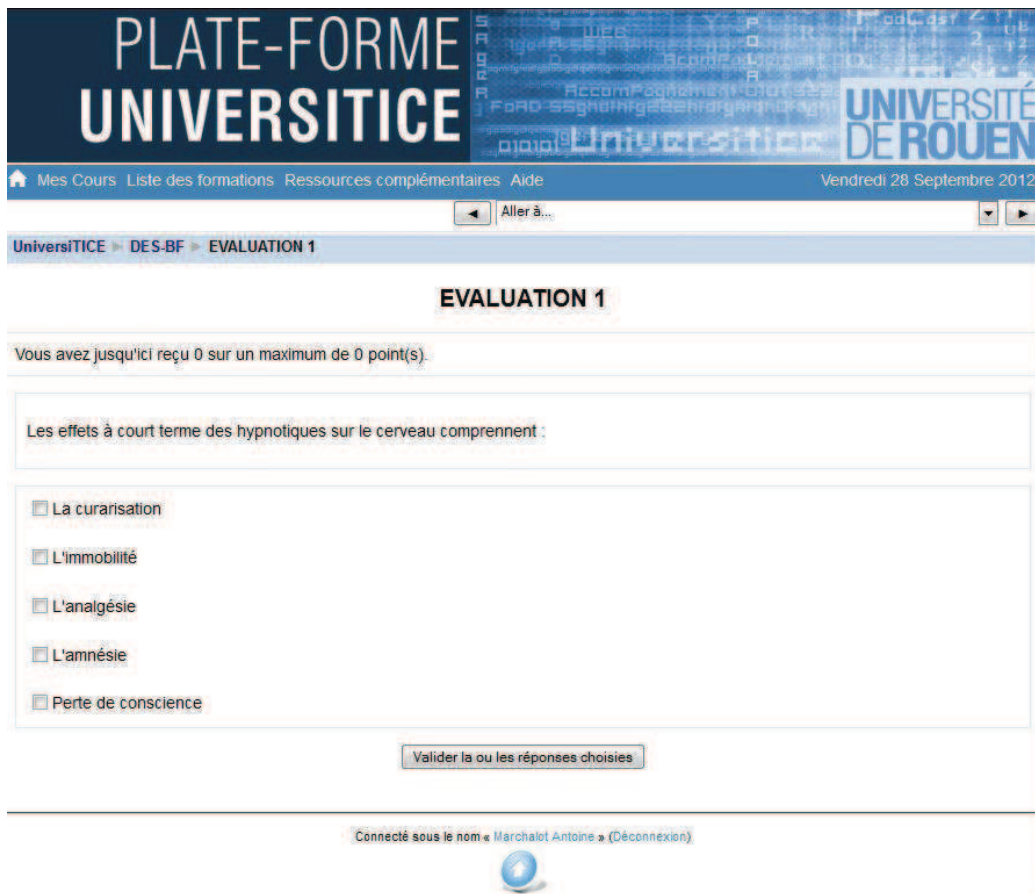 PLATE-FORME
UNIVERSITICE
UNIVERSITÉ
DE ROUEN
Mes Cours Liste des formations Ressources complémentaires Aide
Vendredi 28 Septembre 2012
Aller à...
UniversiTICE DES-BF EVALUATION 1
EVALUATION 1
Vous avez jusqu'ici reçu 0 sur un maximum de 0 point(s).
Les effets à court terme des hypnotiques sur le cerveau comprennent :
La curarisation
L'immobilité
L'analgésie
L'amnésie
Perte de conscience
Valider la ou les réponses choisies
Connecté sous le nom « Marchalot Antoine » (Déconnexion)